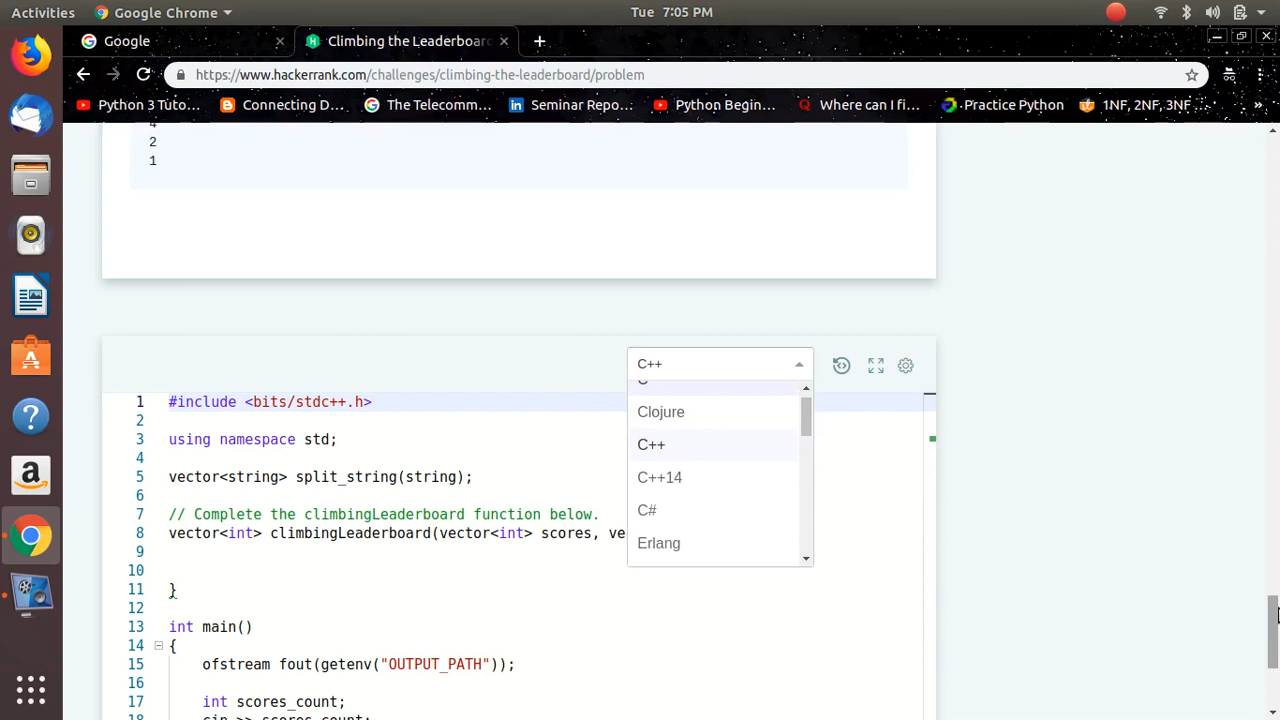 Activities
Google Chrome
Tue 7:05 PM
Google
Climbing the Leaderboar
https://www.hackerrank.com/challenges/climbing-the-leaderboard/problem
Python 3 Tuto...
Connecting D...
The Telecomm...
Seminar Repo...
Python Begin...
Where can I fi...
Practice Python
1NF, 2NF, 3NF ...
»
4
2
1
C++
Clojure
C++
C++14
C#
Erlang
1 #include <bits/stdc++.h>
2
3 using namespace std;
4
5 vector<string> split_string(string);
6
7 // Complete the climbingLeaderboard function below.
8 vector<int> climbingLeaderboard(vector<int> scores, ve
9
10
11 }
12
13 int main()
14 {
15 ofstream fout(getenv("OUTPUT_PATH"));
16
17 int scores_count;
18 cin >> scores_count;